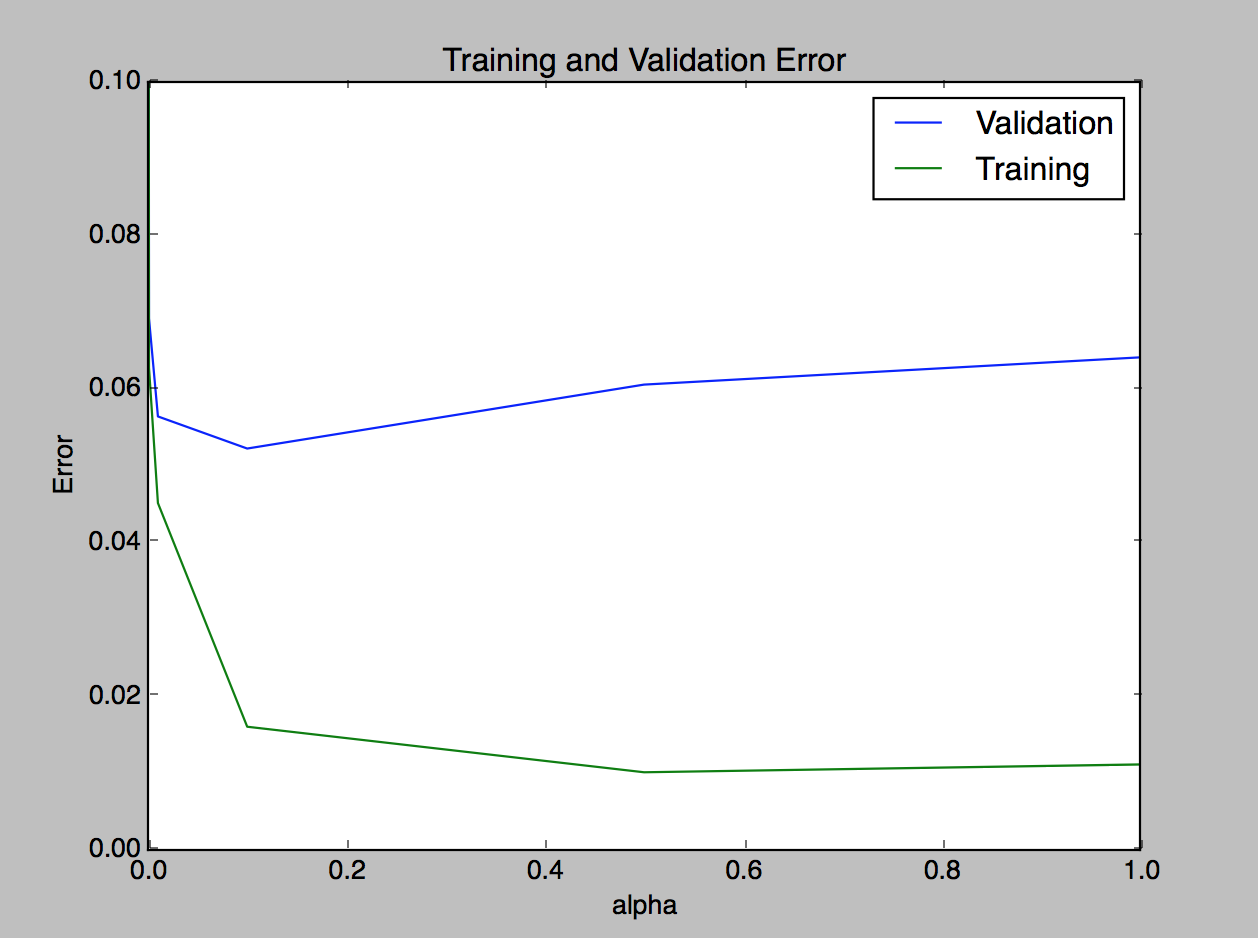 Training and Validation Error
0.10
0.08
0.06
0.04
0.02
0.00
Error
Validation
Training
0.0 0.2 0.4 0.6 0.8 1.0
alpha